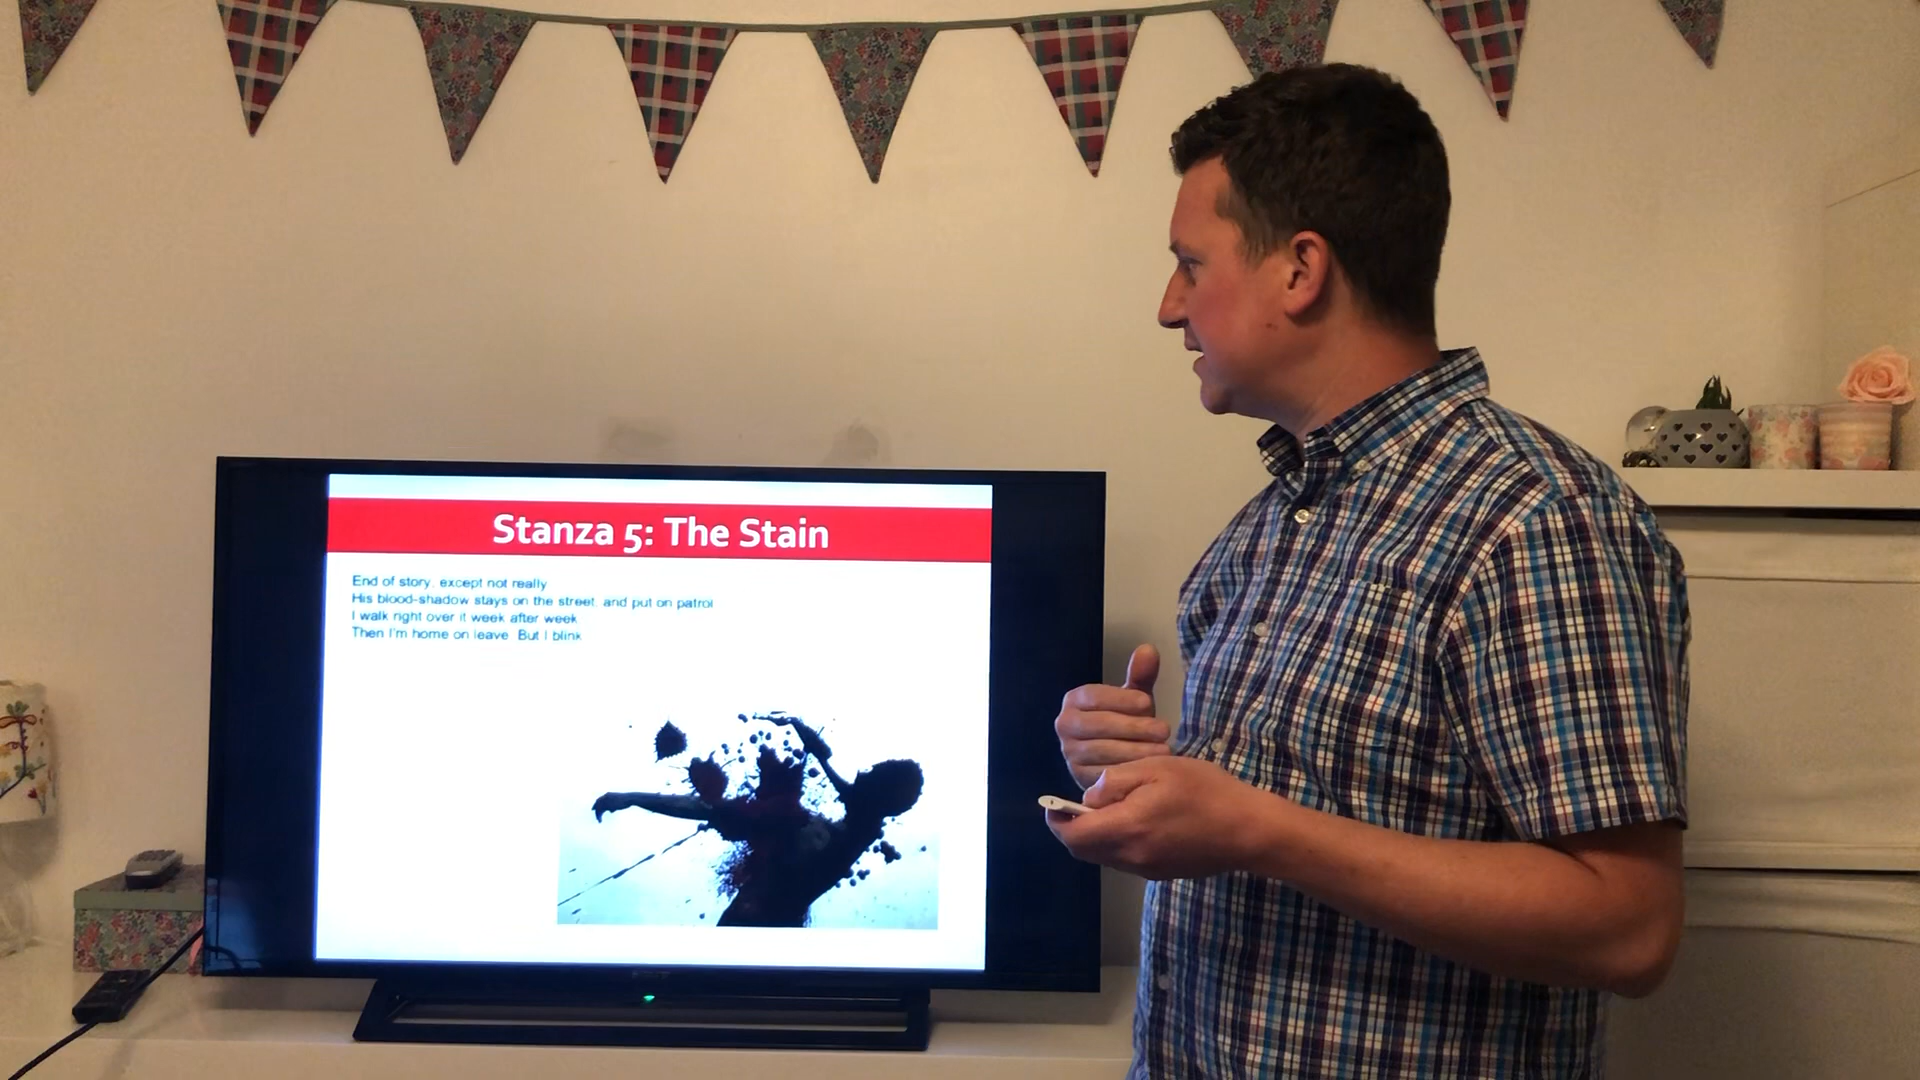 Stanza 5: The Stain
End of story, except not really
His blood-shadow stays on the street, and put on patrol
I walk right over it week after week
Then I'm home on leave. But I blink